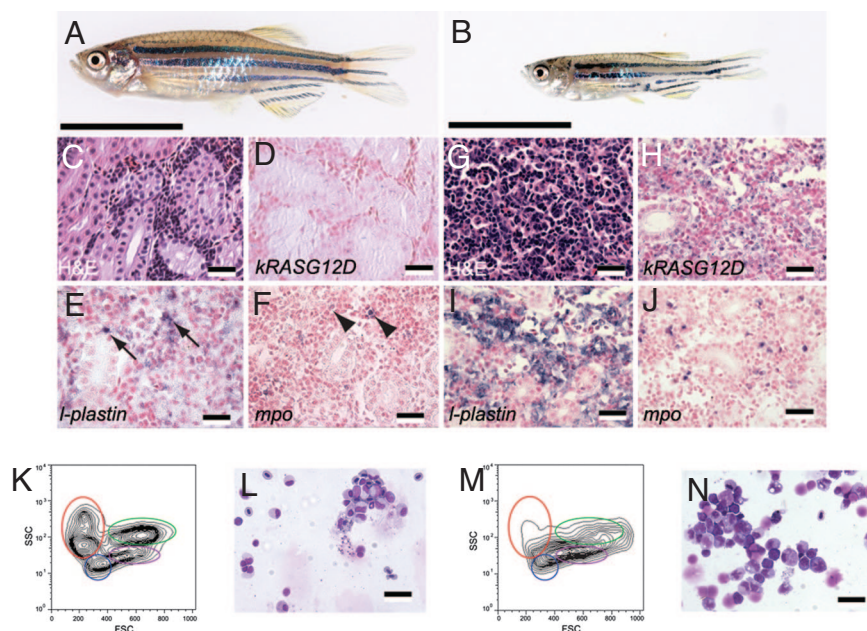 A
B
C
D
G
H
H&E
kRASG12D
H&E
kRASG12D
E
F
I
J
l-plastin
mpo
l-plastin
mpo
K
L
M
N
SSC
10⁴
10³
10²
10¹
10⁰
0 200 400 600 800 1000
FSC
SSC
10⁴
10³
10²
10¹
10⁰
0 200 400 600 800 1000
FSC